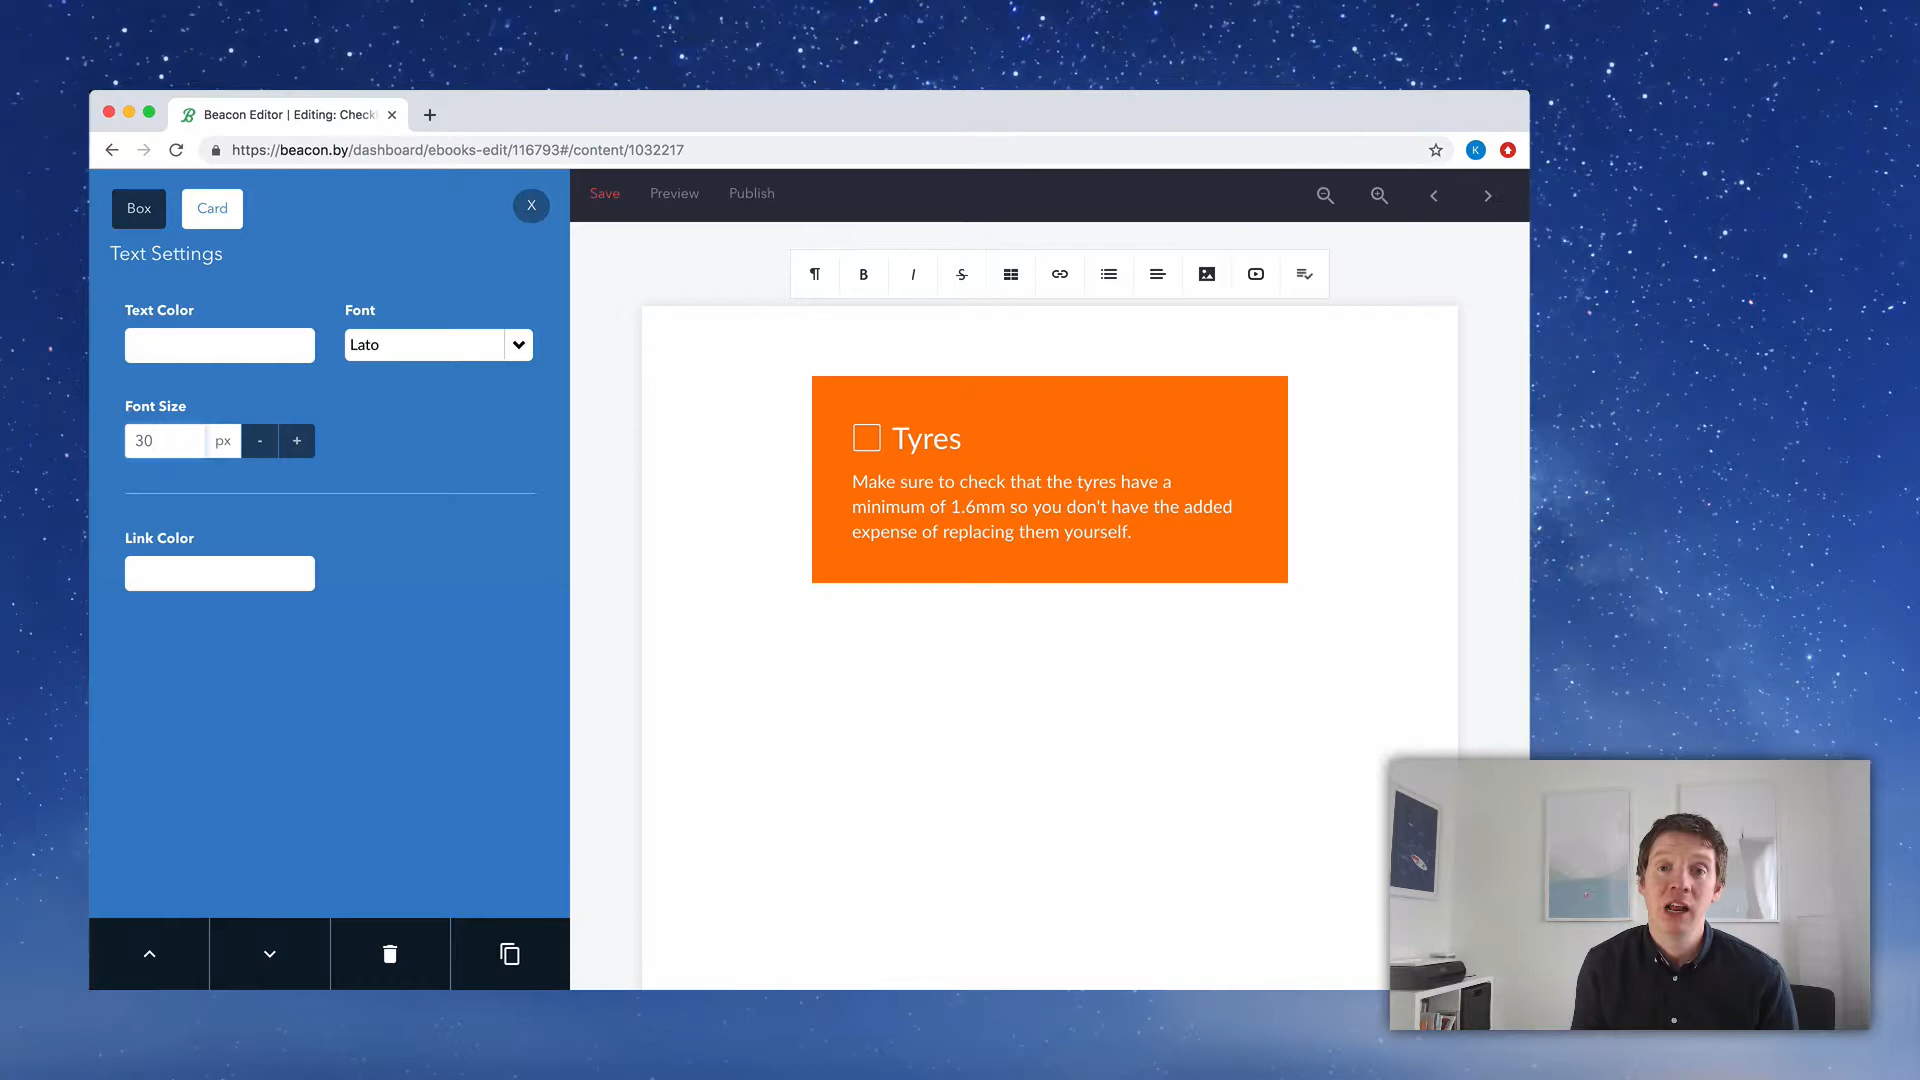 Beacon Editor | Editing: Check
https://beacon.by/dashboard/ebooks-edit/116793#/content/1032217
K
Box
Card
X
Save
Preview
Publish
Text Settings
Text Color
Font
Lato
Font Size
30
px
-
+
Link Color
B
I
S
Tyres
Make sure to check that the tyres have a
minimum of 1.6mm so you don't have the added
expense of replacing them yourself.